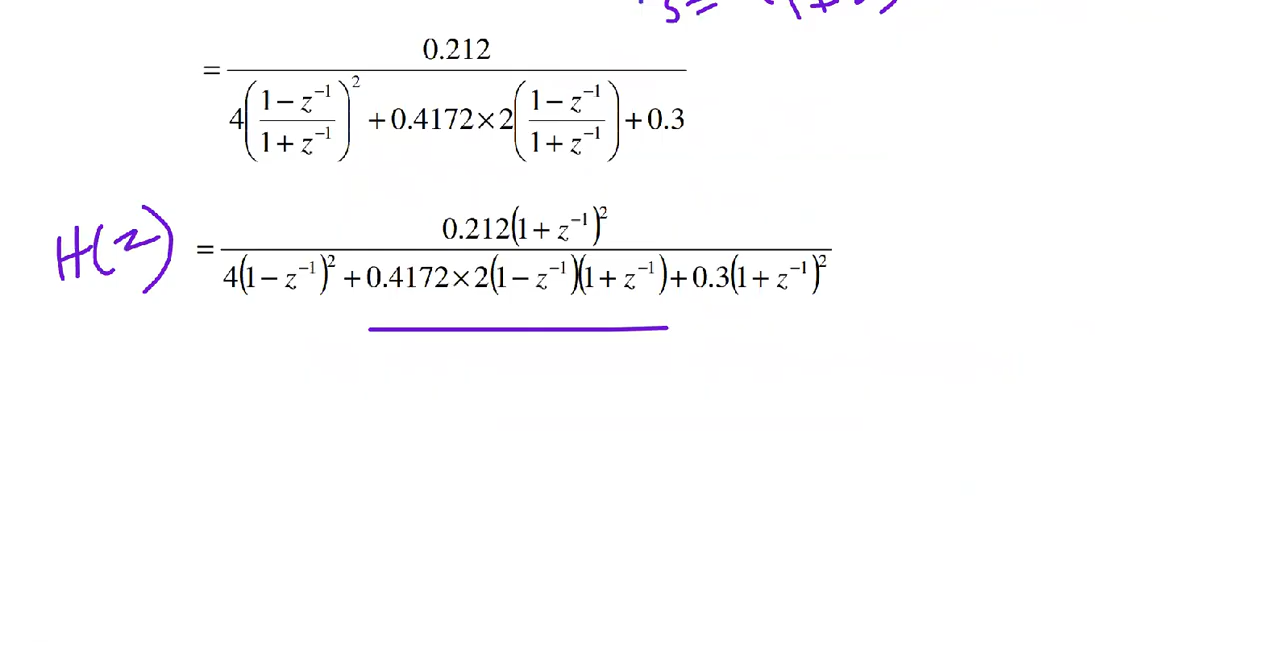 = 0.212 / (4((1 − z⁻¹)/(1 + z⁻¹))² + 0.4172×2((1 − z⁻¹)/(1 + z⁻¹)) + 0.3)
H(z) = 0.212(1 + z⁻¹)² / (4(1 − z⁻¹)² + 0.4172×2(1 − z⁻¹)(1 + z⁻¹) + 0.3(1 + z⁻¹)²)